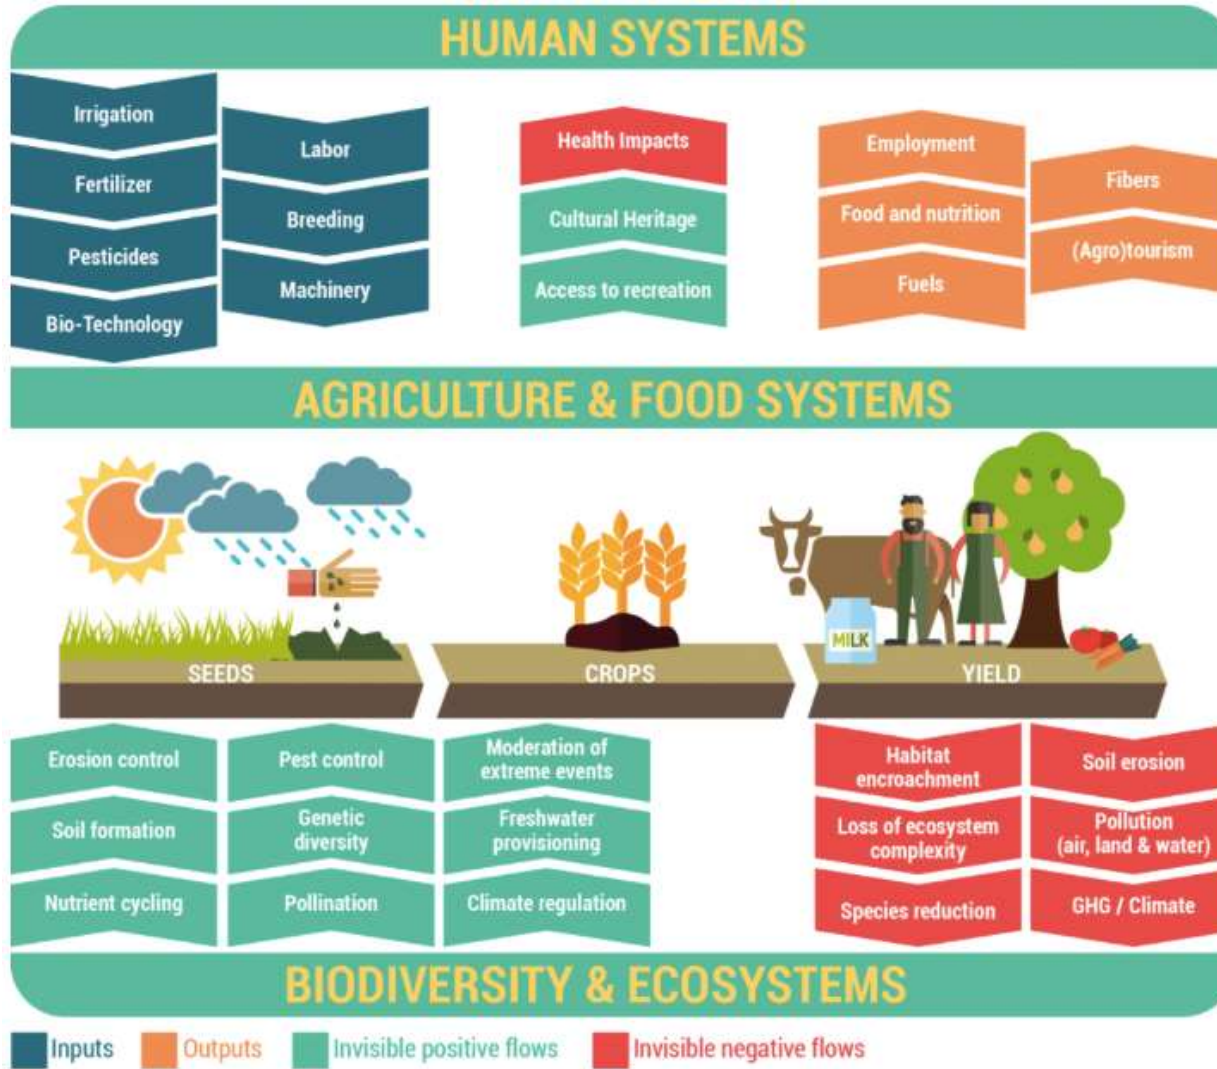 HUMAN SYSTEMS
Irrigation
Fertilizer
Pesticides
Bio-Technology
Labor
Breeding
Machinery
Health Impacts
Cultural Heritage
Access to recreation
Employment
Food and nutrition
Fuels
Fibers
(Agro)tourism
AGRICULTURE & FOOD SYSTEMS
MILK
SEEDS
CROPS
YIELD
Erosion control
Soil formation
Nutrient cycling
Pest control
Genetic
diversity
Pollination
Moderation of
extreme events
Freshwater
provisioning
Climate regulation
Habitat
encroachment
Loss of ecosystem
complexity
Species reduction
Soil erosion
Pollution
(air, land & water)
GHG / Climate
BIODIVERSITY & ECOSYSTEMS
Inputs
Outputs
Invisible positive flows
Invisible negative flows